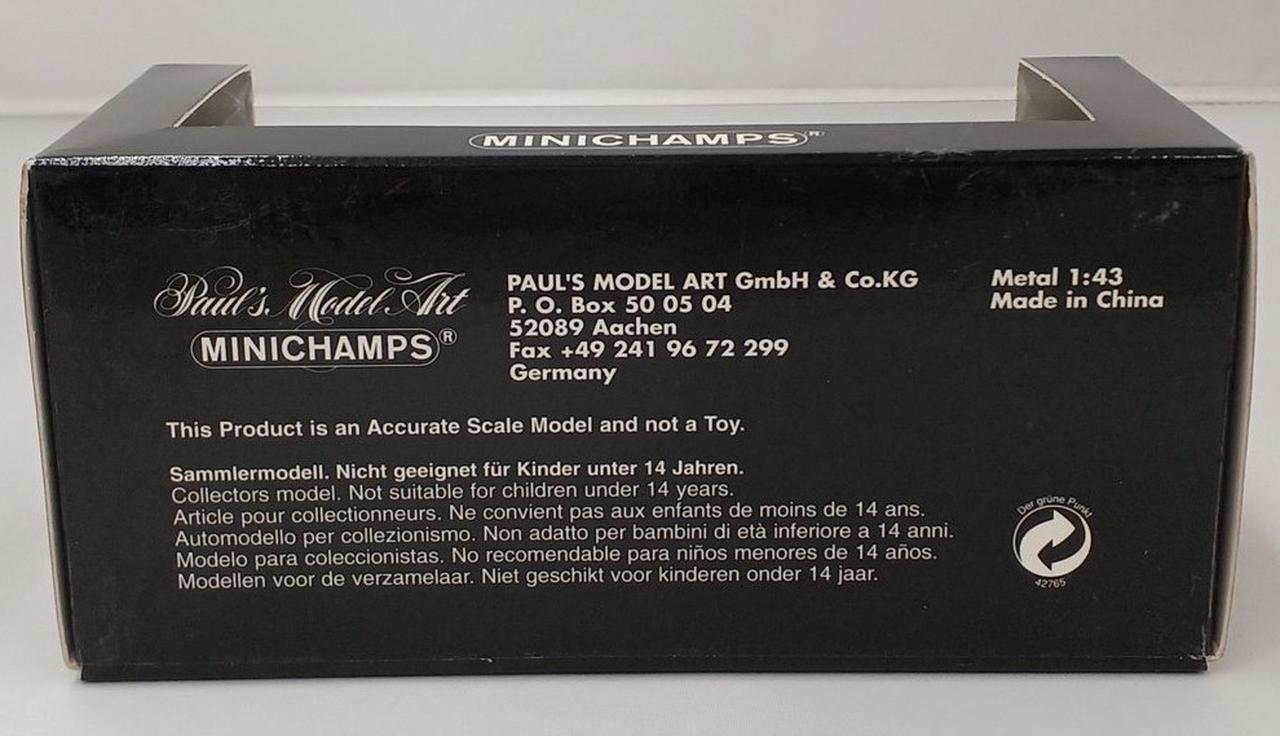 MINICHAMPS®
Paul's Model Art
MINICHAMPS®
PAUL'S MODEL ART GmbH & Co.KG
P. O. Box 50 05 04
52089 Aachen
Fax +49 241 96 72 299
Germany
Metal 1:43
Made in China
This Product is an Accurate Scale Model and not a Toy.
Sammlermodell. Nicht geeignet für Kinder unter 14 Jahren.
Collectors model. Not suitable for children under 14 years.
Article pour collectionneurs. Ne convient pas aux enfants de moins de 14 ans.
Automodello per collezionismo. Non adatto per bambini di età inferiore a 14 anni.
Modelo para coleccionistas. No recomendable para niños menores de 14 años.
Modellen voor de verzamelaar. Niet geschikt voor kinderen onder 14 jaar.
Der grüne Punkt
42765